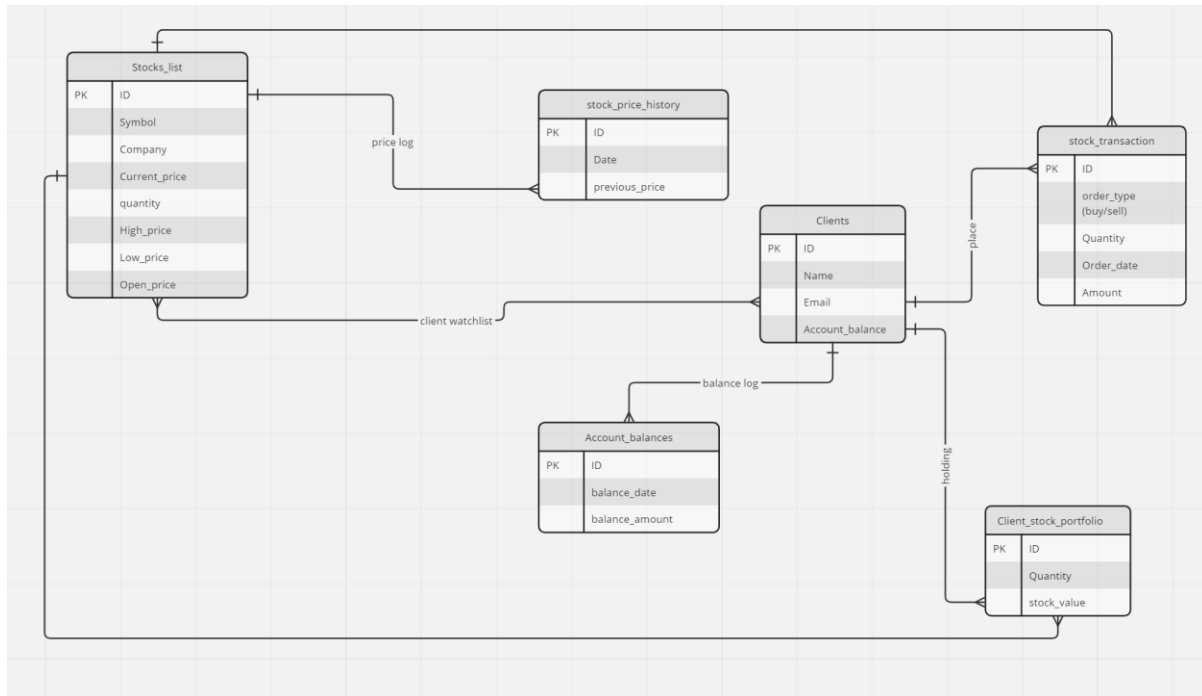 Stocks_list
PK ID
Symbol
Company
Current_price
quantity
High_price
Low_price
Open_price
price log
stock_price_history
PK ID
Date
previous_price
stock_transaction
PK ID
order_type
(buy/sell)
Quantity
Order_date
Amount
place
Clients
PK ID
Name
Email
Account_balance
client watchlist
balance log
Account_balances
PK ID
balance_date
balance_amount
holding
Client_stock_portfolio
PK ID
Quantity
stock_value